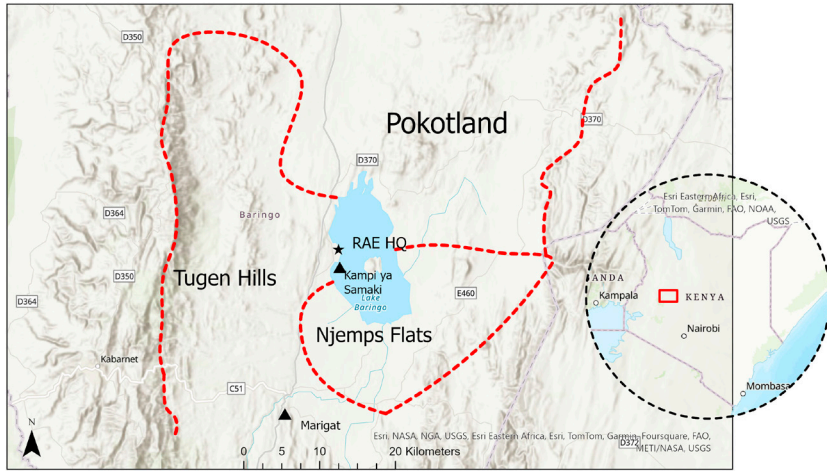 D350
Pokotland
D370
D370
Esri Eastern Africa, Esri,
TomTom, Garmin, FAO, NOAA,
USGS
Baringo
D364
RAE HQ
Kampi ya
Samaki
Tugen Hills
D350
D364
Lake
Baringo
E460
ANDA
Kampala
KENYA
Nairobi
Njemps Flats
Kabarnet
C51
Mombasa
Marigat
N
Esri, NASA, NGA, USGS, Esri Eastern Africa, Esri, TomTom, Garmin, Foursquare, FAO,
METI/NASA, USGS
D372
0 5 10 20 Kilometers